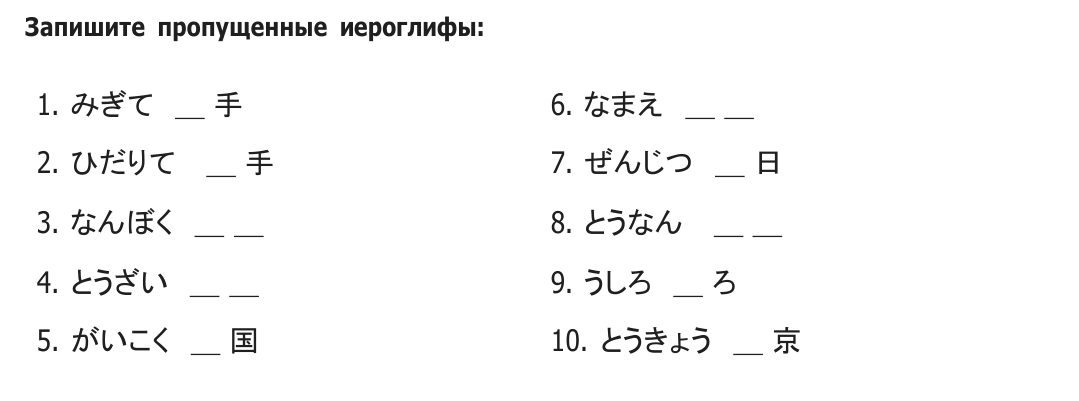 Запишите пропущенные иероглифы:
1. みぎて __ 手
2. ひだりて __ 手
3. なんぼく __ __
4. とうざい __ __
5. がいこく __ 国
6. なまえ __ __
7. ぜんじつ __ 日
8. とうなん __ __
9. うしろ __ ろ
10. とうきょう __ 京